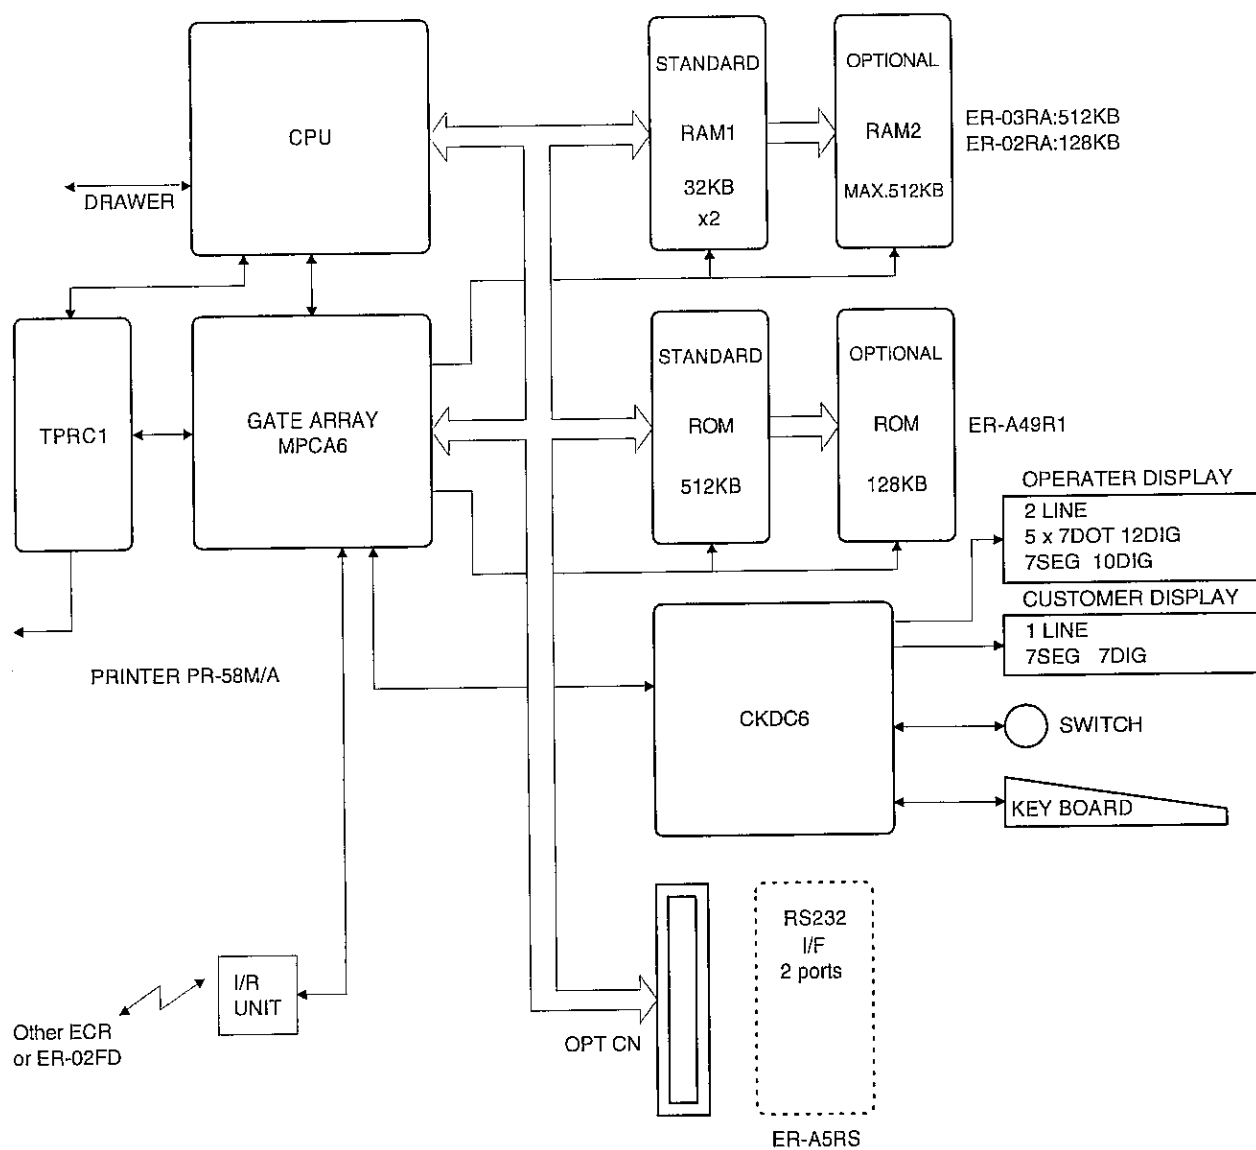 CPU
DRAWER
STANDARD
RAM1
32KB
x2
OPTIONAL
RAM2
MAX.512KB
ER-03RA:512KB
ER-02RA:128KB
TPRC1
GATE ARRAY
MPCA6
STANDARD
ROM
512KB
OPTIONAL
ROM
128KB
ER-A49R1
OPERATER DISPLAY
2 LINE
5 x 7DOT 12DIG
7SEG 10DIG
CUSTOMER DISPLAY
1 LINE
7SEG 7DIG
PRINTER PR-58M/A
CKDC6
SWITCH
KEY BOARD
I/R
UNIT
Other ECR
or ER-02FD
OPT CN
RS232
I/F
2 ports
ER-A5RS